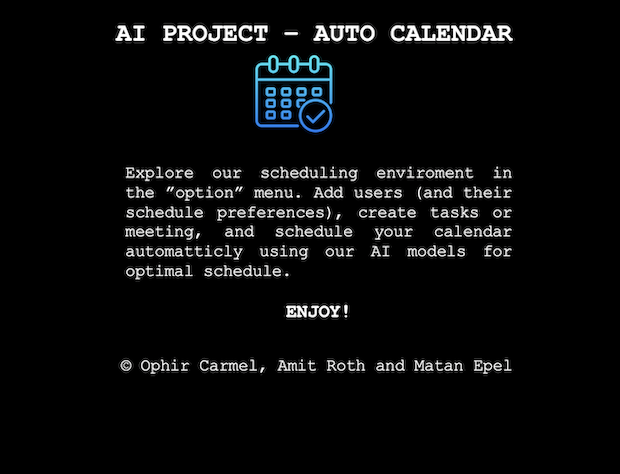 AI PROJECT – AUTO CALENDAR
Explore our scheduling enviroment in
the ”option” menu. Add users (and their
schedule preferences), create tasks or
meeting, and schedule your calendar
automatticly using our AI models for
optimal schedule.
ENJOY!
© Ophir Carmel, Amit Roth and Matan Epel